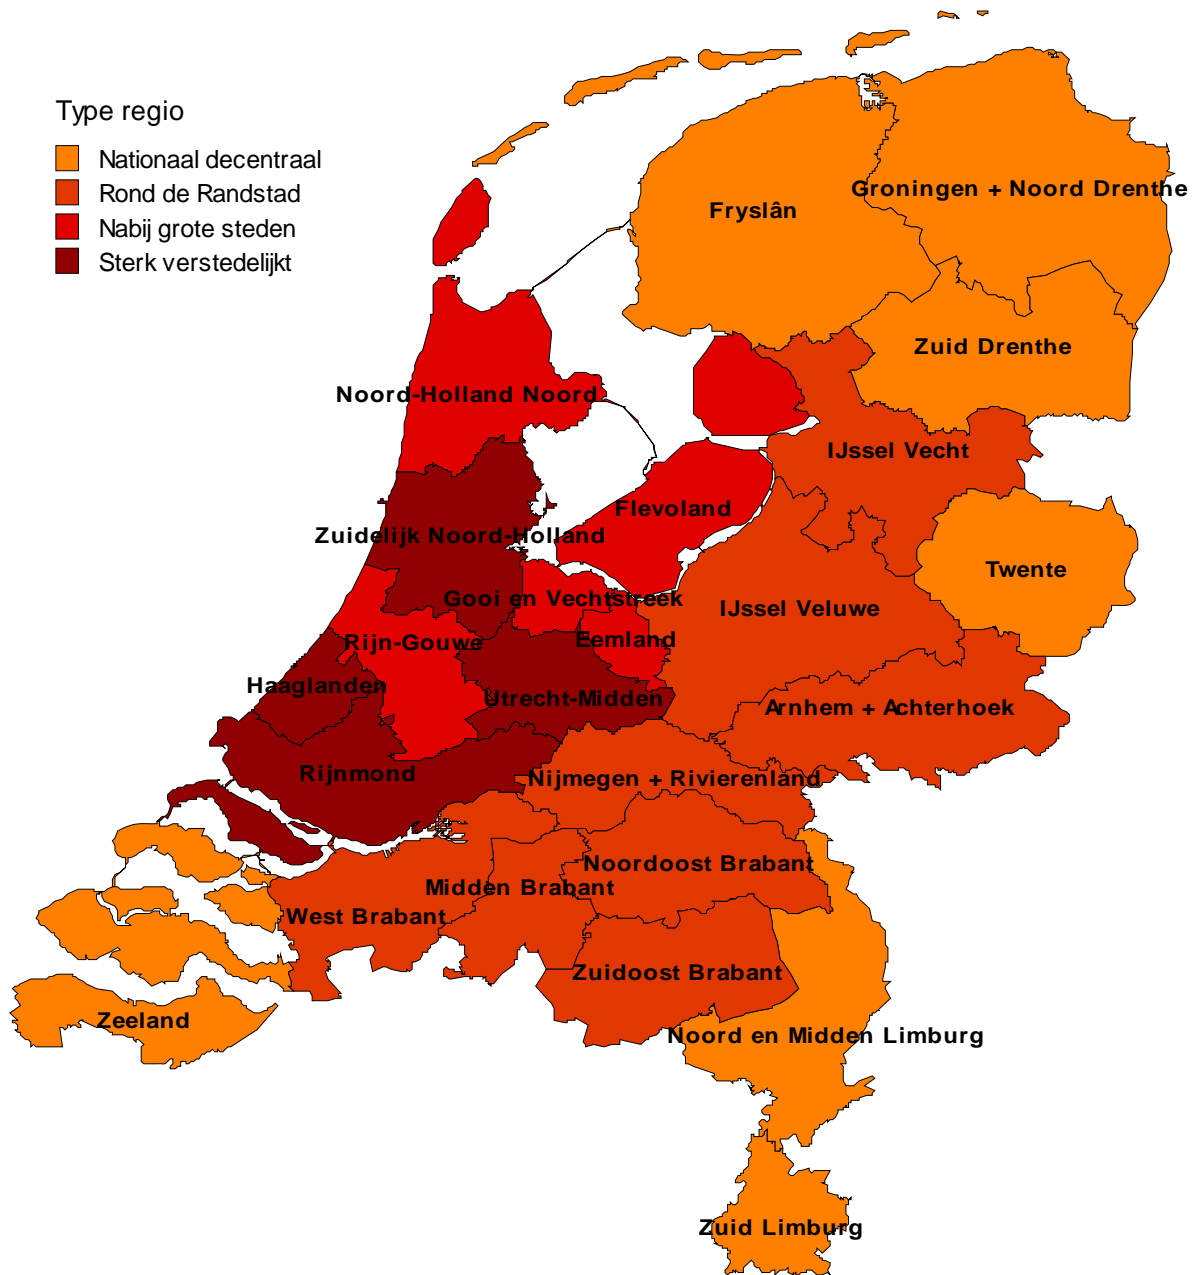 Type regio
Nationaal decentraal
Rond de Randstad
Nabij grote steden
Sterk verstedelijkt
Groningen + Noord Drenthe
Fryslân
Zuid Drenthe
Noord-Holland Noord
IJssel Vecht
Flevoland
Zuidelijk Noord-Holland
Twente
Gooi en Vechtstreek
IJssel Veluwe
Eemland
Rijn-Gouwe
Haaglanden
Utrecht-Midden
Arnhem + Achterhoek
Rijnmond
Nijmegen + Rivierenland
Noordoost Brabant
Midden Brabant
West Brabant
Zuidoost Brabant
Zeeland
Noord en Midden Limburg
Zuid Limburg